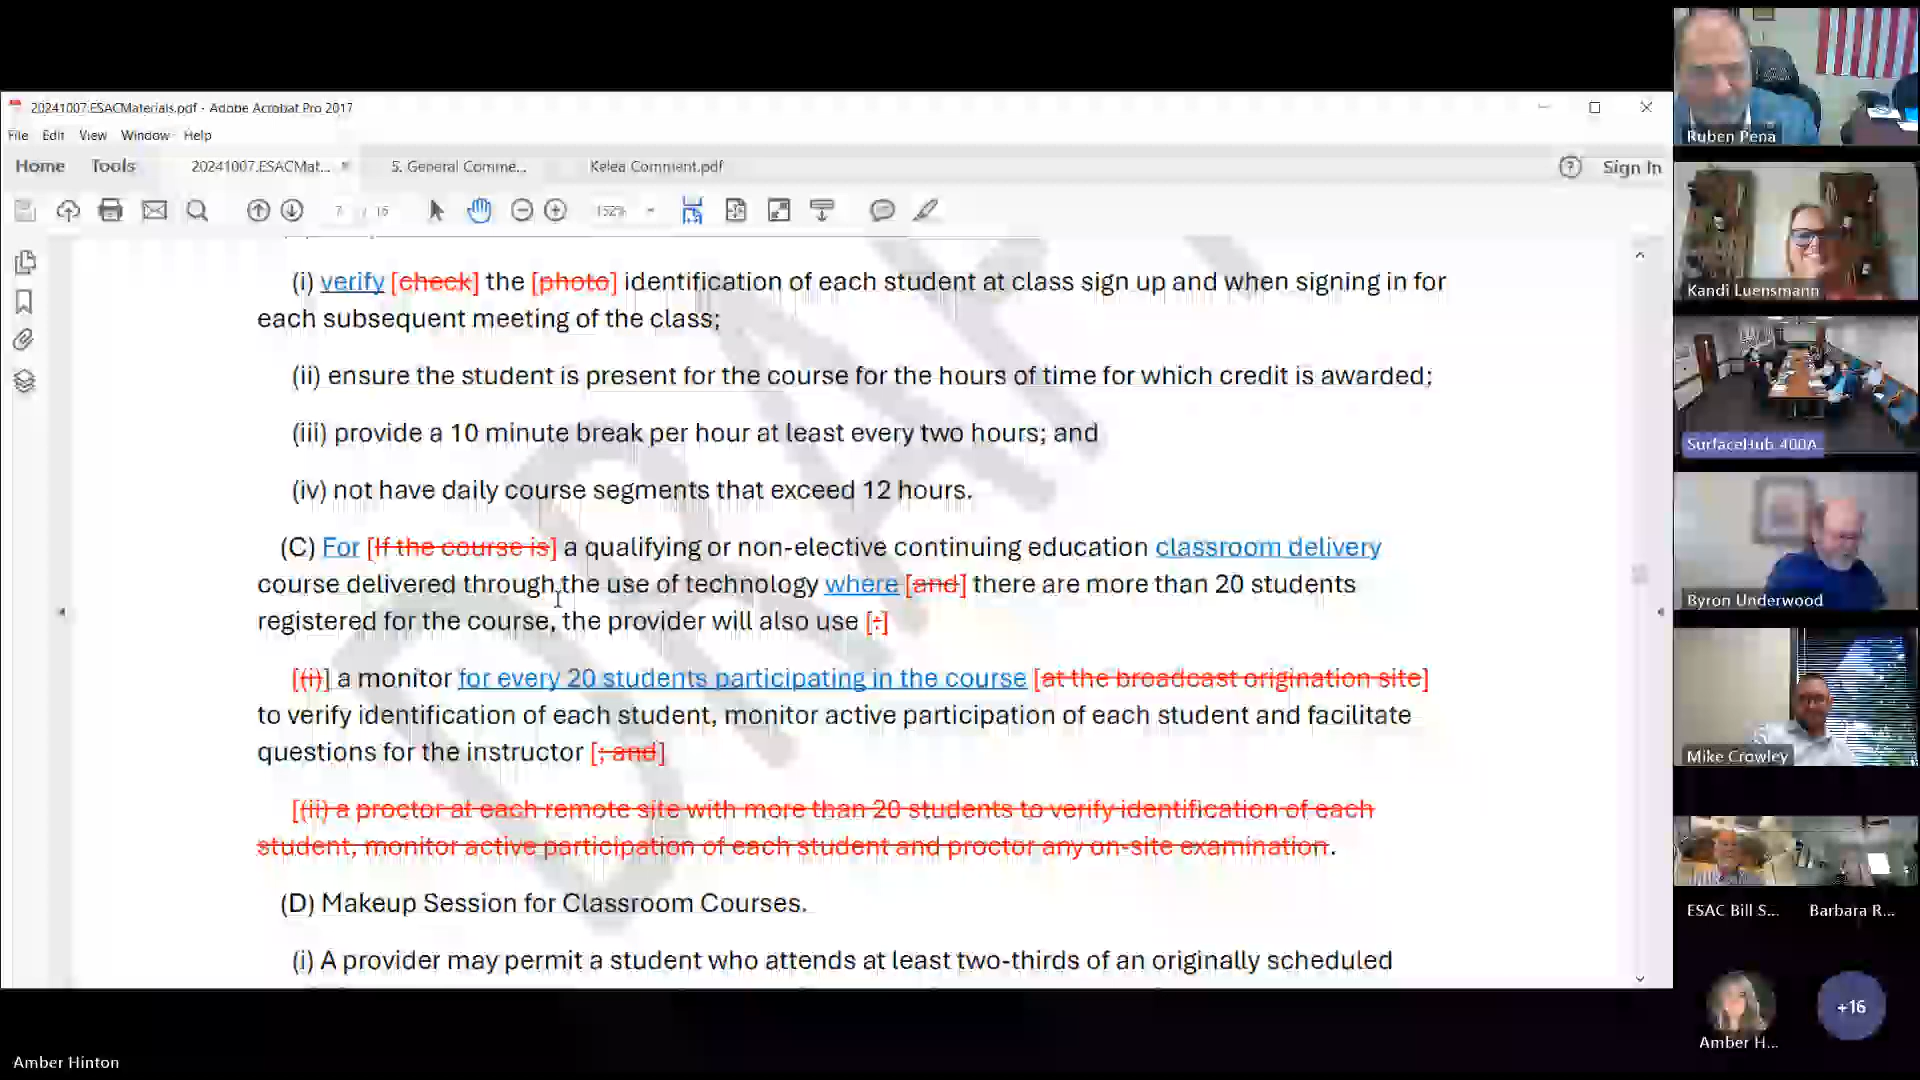 20241007.ESACMaterials.pdf - Adobe Acrobat Pro 2017
File Edit View Window Help
Home Tools 20241007.ESACMat... × 5. General Comme... Kelea Comment.pdf Sign In
7 / 16 152%
(i) verify [check] the [photo] identification of each student at class sign up and when signing in for
each subsequent meeting of the class;
(ii) ensure the student is present for the course for the hours of time for which credit is awarded;
(iii) provide a 10 minute break per hour at least every two hours; and
(iv) not have daily course segments that exceed 12 hours.
(C) For [If the course is] a qualifying or non-elective continuing education classroom delivery
course delivered through the use of technology where [and] there are more than 20 students
registered for the course, the provider will also use [:]
[(i)] a monitor for every 20 students participating in the course [at the broadcast origination site]
to verify identification of each student, monitor active participation of each student and facilitate
questions for the instructor [; and]
[(ii) a proctor at each remote site with more than 20 students to verify identification of each
student, monitor active participation of each student and proctor any on-site examination.
(D) Makeup Session for Classroom Courses.
(i) A provider may permit a student who attends at least two-thirds of an originally scheduled
DRAFT
Ruben Pena
Kandi Luensmann
SurfaceHub 400A
Byron Underwood
Mike Crowley
ESAC Bill S... Barbara R...
Amber H... +16
Amber Hinton